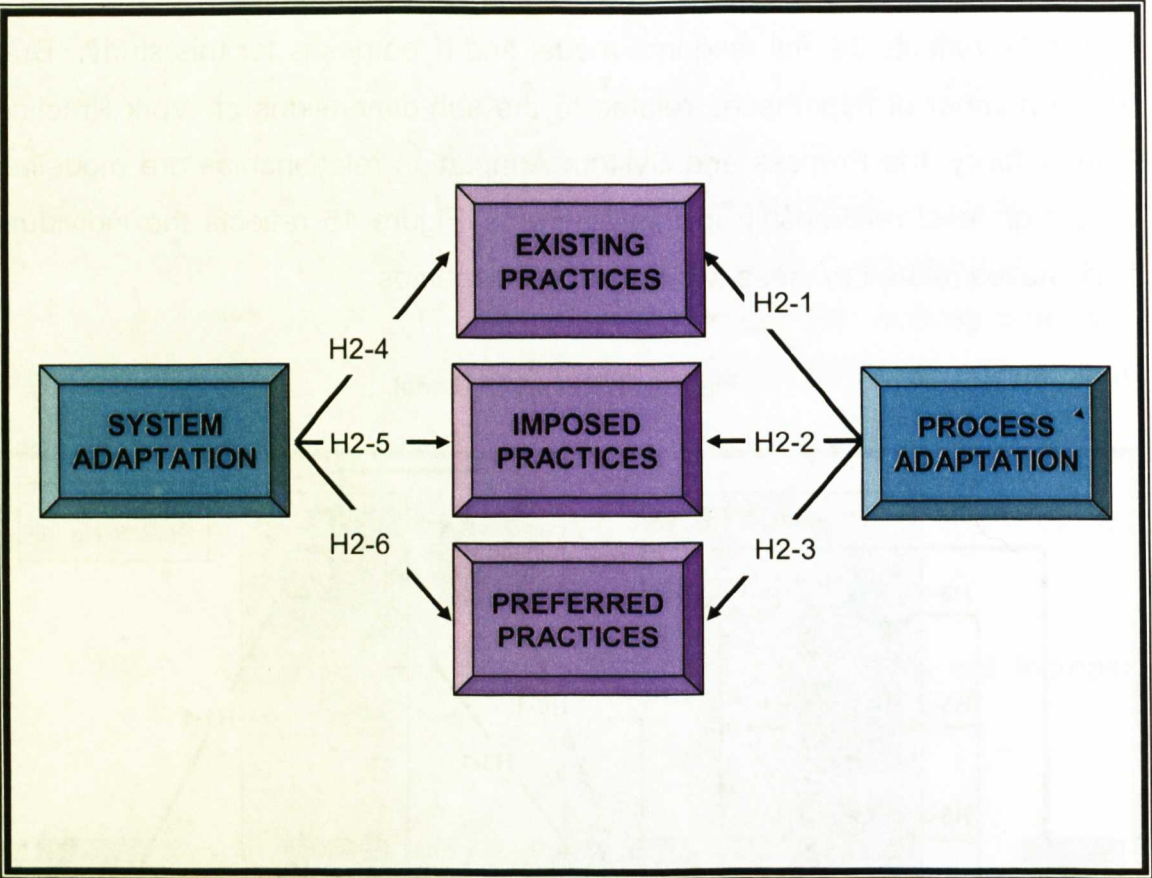 EXISTING
PRACTICES
H2-1
H2-4
SYSTEM
ADAPTATION
H2-5
IMPOSED
PRACTICES
H2-2
PROCESS
ADAPTATION
H2-6
H2-3
PREFERRED
PRACTICES